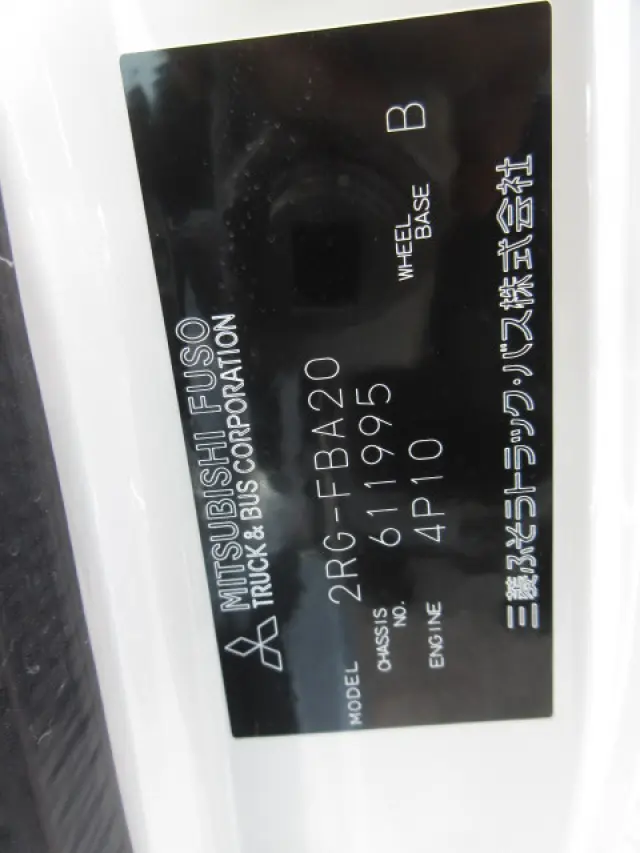 MITSUBISHI FUSO
TRUCK & BUS CORPORATION
MODEL 2RG-FBA20
CHASSIS NO. 611995
ENGINE 4P10
WHEEL BASE B
三菱ふそうトラック・バス株式会社